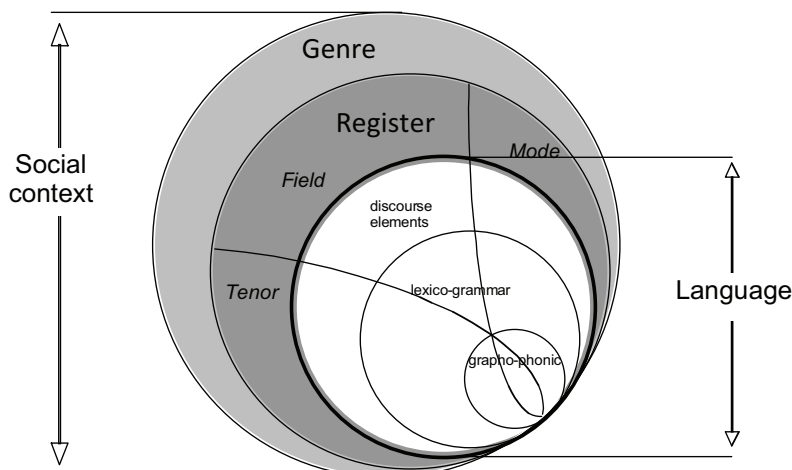 Genre
Register
Mode
Social
context
Field
discourse
elements
Tenor
lexico-grammar
Language
grapho-phonic